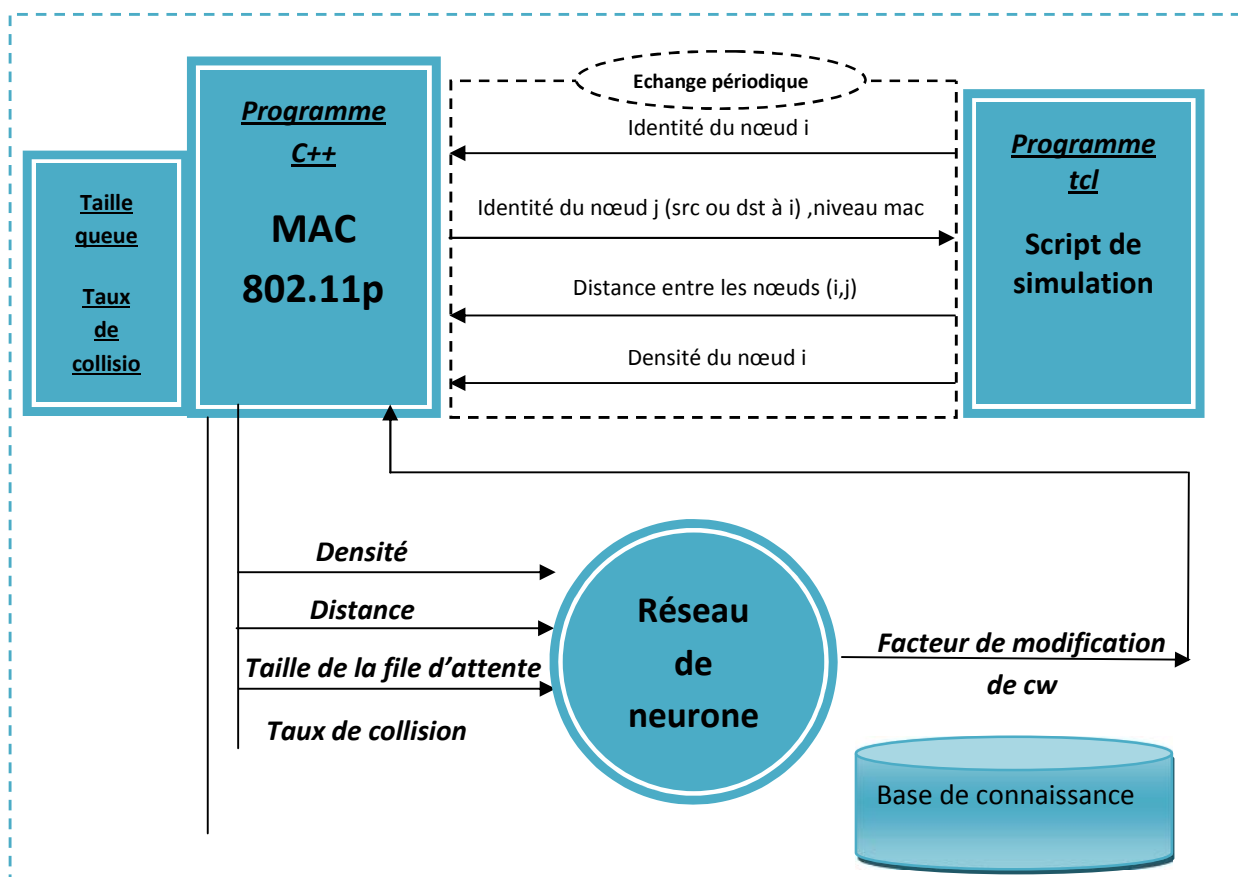 Echange périodique
Programme
C++
MAC
802.11p
Taille
queue
Taux
de
collisio
Identité du nœud i
Identité du nœud j (src ou dst à i) ,niveau mac
Distance entre les nœuds (i,j)
Densité du nœud i
Programme
tcl
Script de
simulation
Densité
Distance
Taille de la file d’attente
Taux de collision
Réseau
de
neurone
Facteur de modification
de cw
Base de connaissance